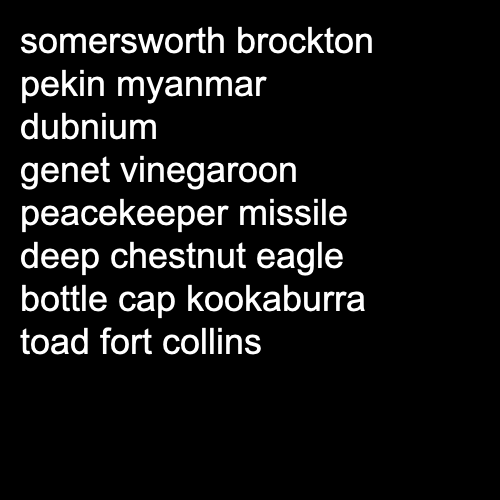 somersworth brockton
pekin myanmar
dubnium
genet vinegaroon
peacekeeper missile
deep chestnut eagle
bottle cap kookaburra
toad fort collins